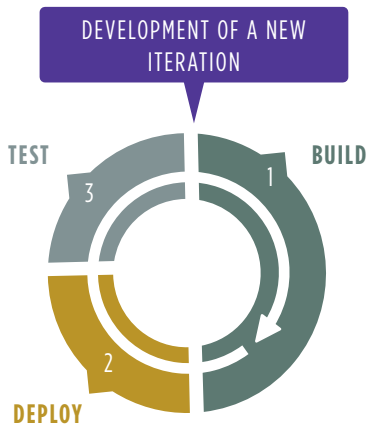 DEVELOPMENT OF A NEW
ITERATION
TEST
BUILD
1
3
2
DEPLOY